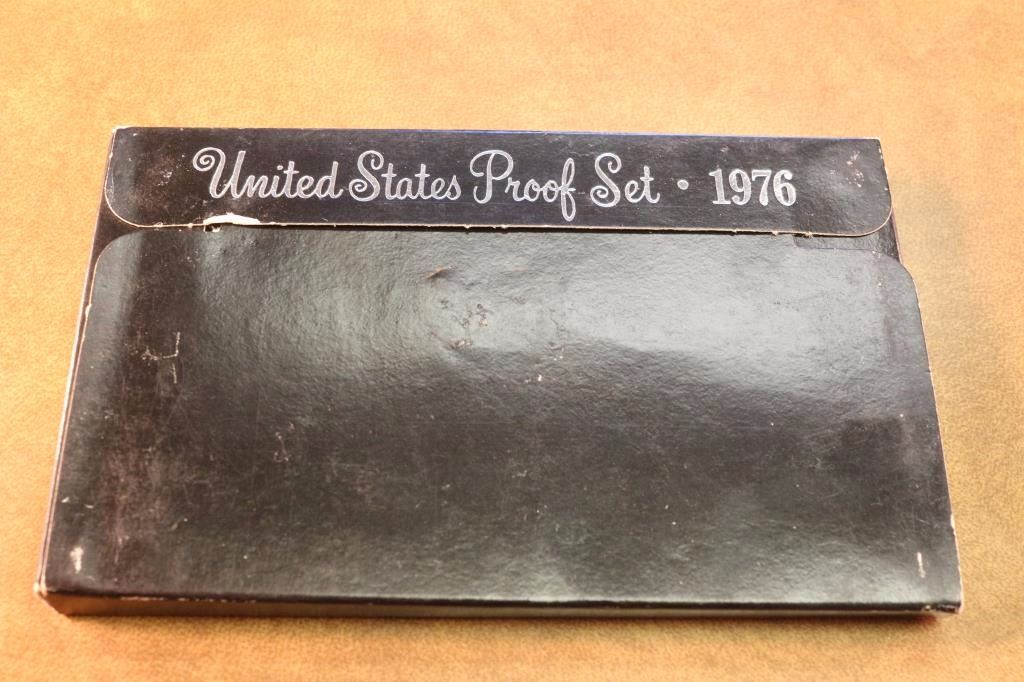 United States Proof Set • 1976